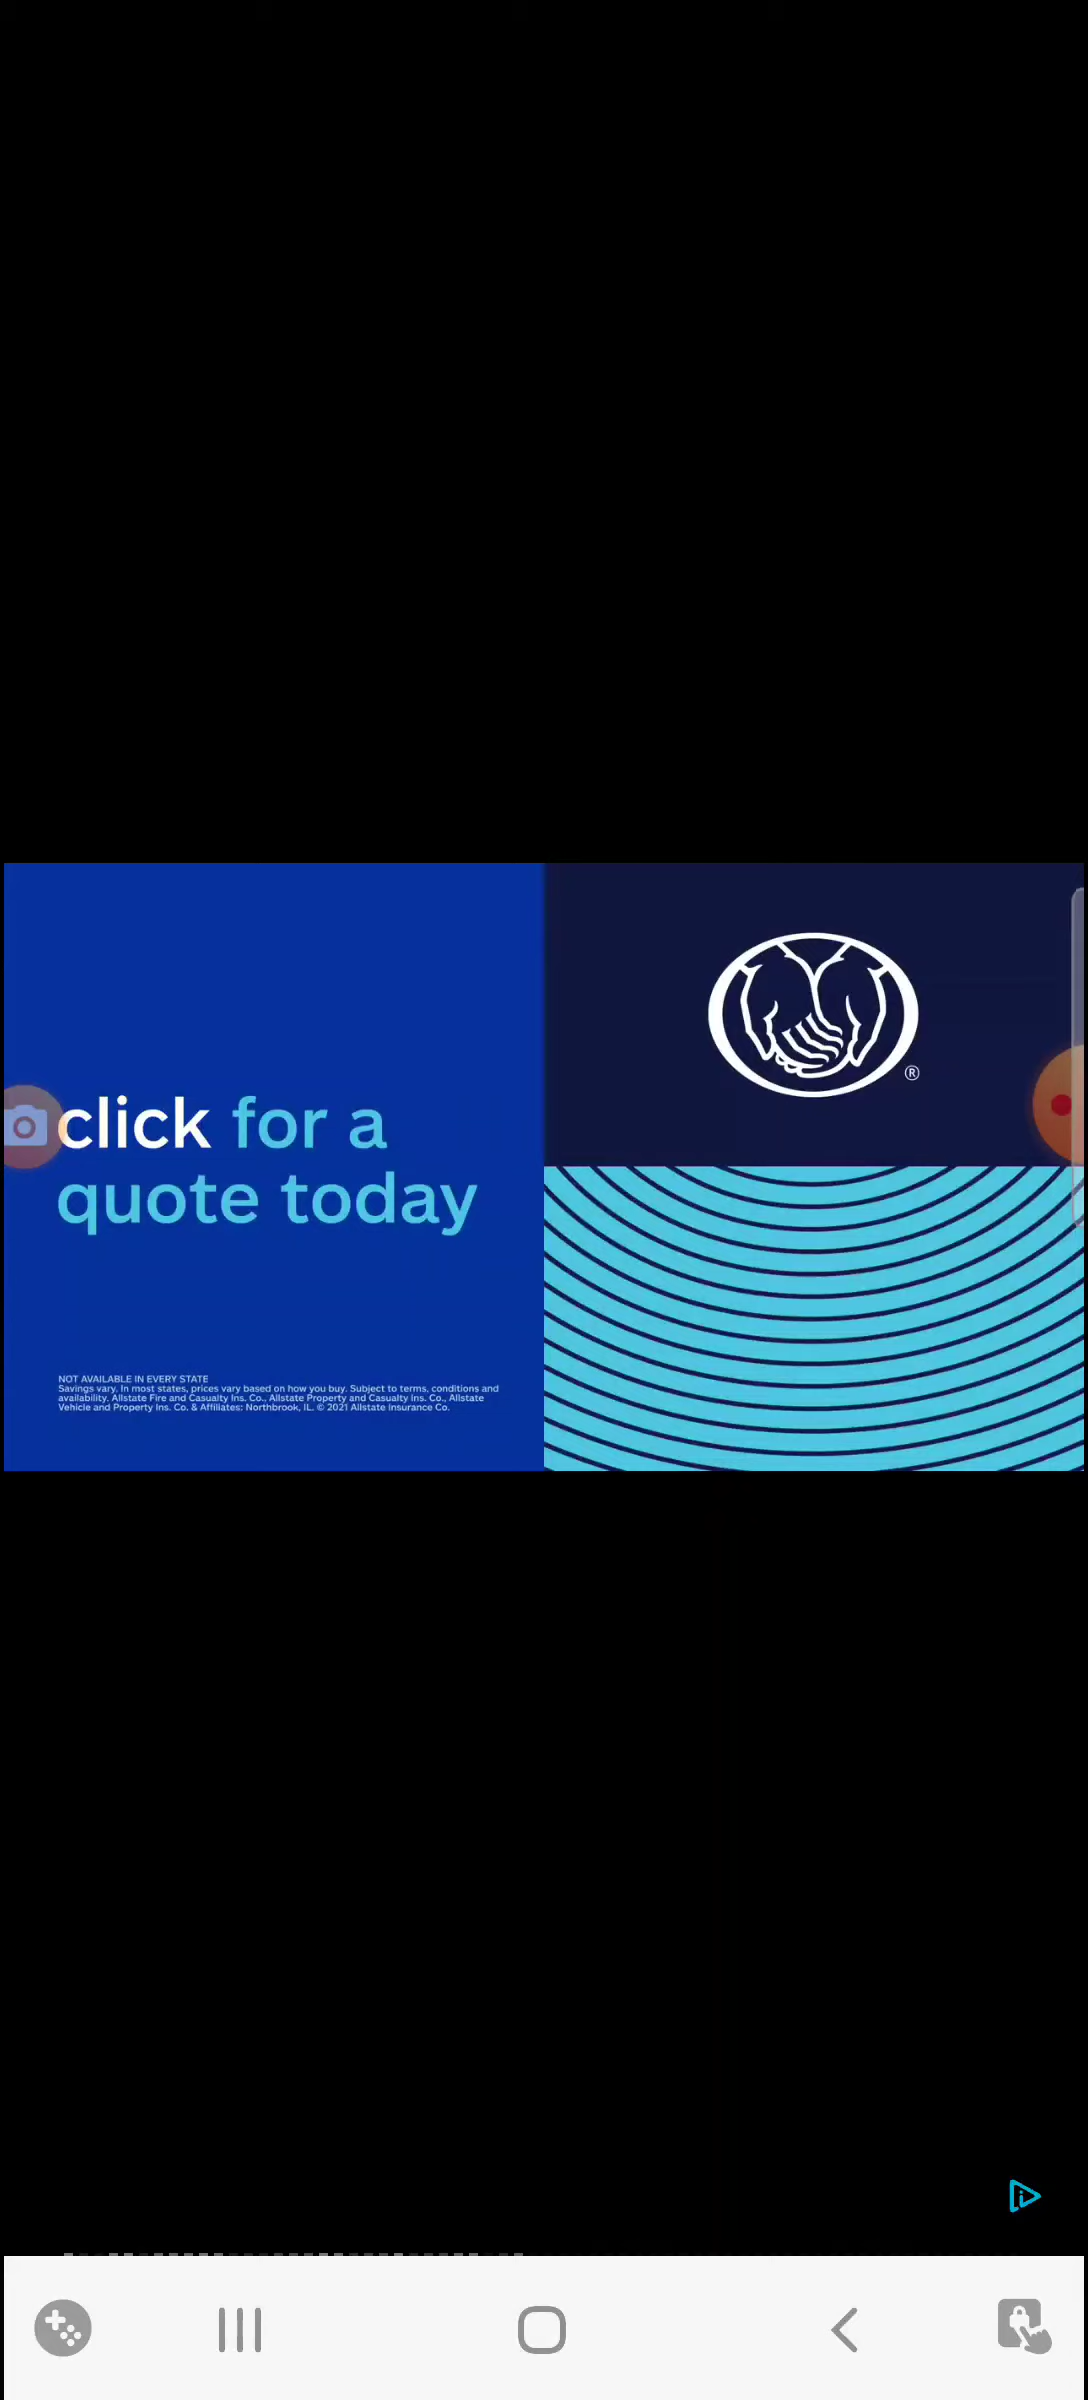 ®
click for a
quote today
NOT AVAILABLE IN EVERY STATE
Savings vary. In most states, prices vary based on how you buy. Subject to terms, conditions and
availability. Allstate Fire and Casualty Ins. Co., Allstate Property and Casualty Ins. Co., Allstate
Vehicle and Property Ins. Co. & Affiliates: Northbrook, IL. © 2021 Allstate Insurance Co.